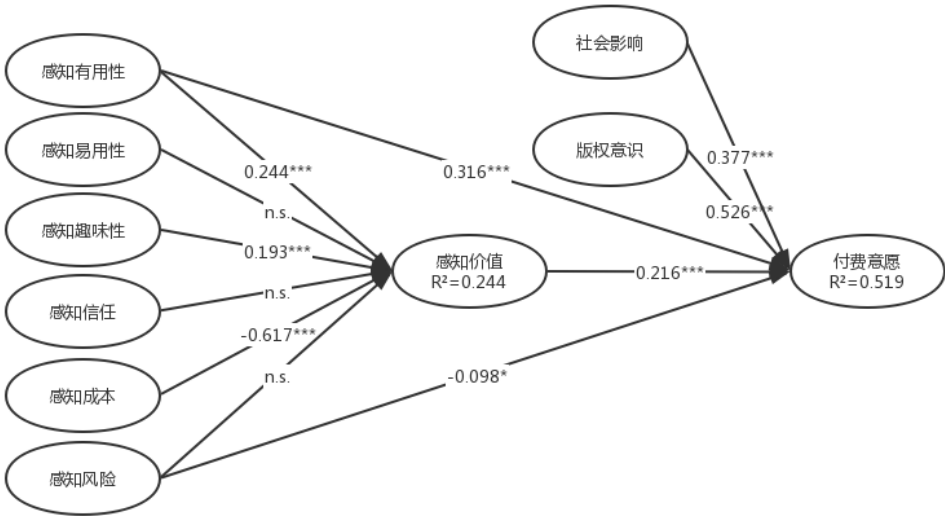 社会影响
感知有用性
版权意识
感知易用性
0.377***
0.244***
0.316***
n.s.
0.526***
感知趣味性
0.193***
感知价值
R²=0.244
0.216***
付费意愿
R²=0.519
n.s.
感知信任
-0.617***
n.s.
-0.098*
感知成本
感知风险